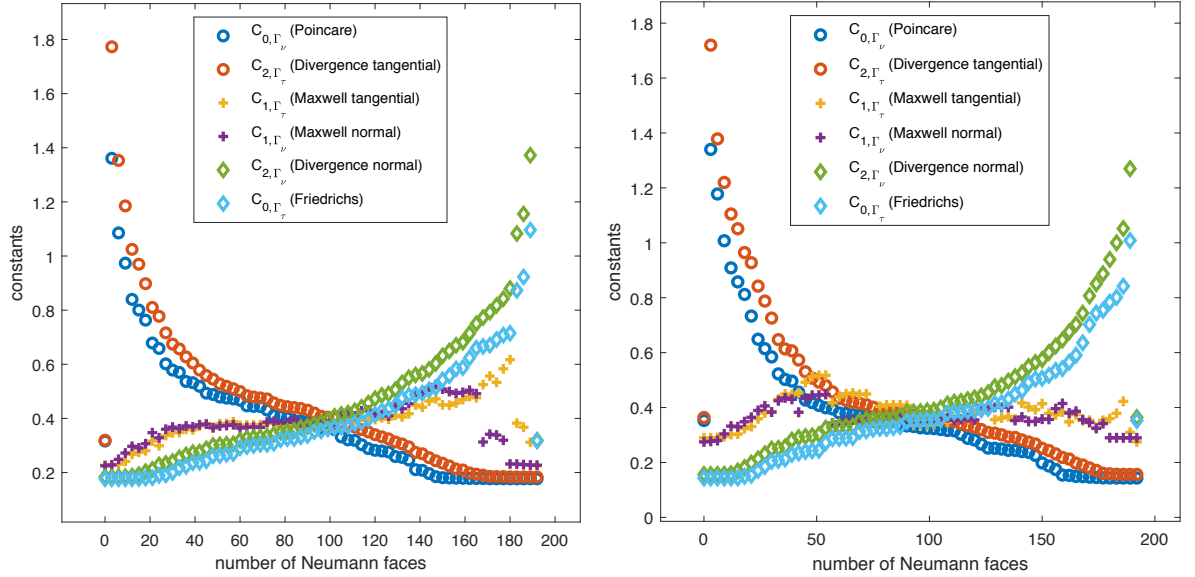 1.8
1.6
1.4
1.2
1
0.8
0.6
0.4
0.2
constants
C0,Γν (Poincare)
C2,Γτ (Divergence tangential)
C1,Γτ (Maxwell tangential)
C1,Γν (Maxwell normal)
C2,Γν (Divergence normal)
C0,Γτ (Friedrichs)
0 20 40 60 80 100 120 140 160 180 200
number of Neumann faces
1.8
1.6
1.4
1.2
1
0.8
0.6
0.4
0.2
0
constants
C0,Γν (Poincare)
C2,Γτ (Divergence tangential)
C1,Γτ (Maxwell tangential)
C1,Γν (Maxwell normal)
C2,Γν (Divergence normal)
C0,Γτ (Friedrichs)
0 50 100 150 200
number of Neumann faces